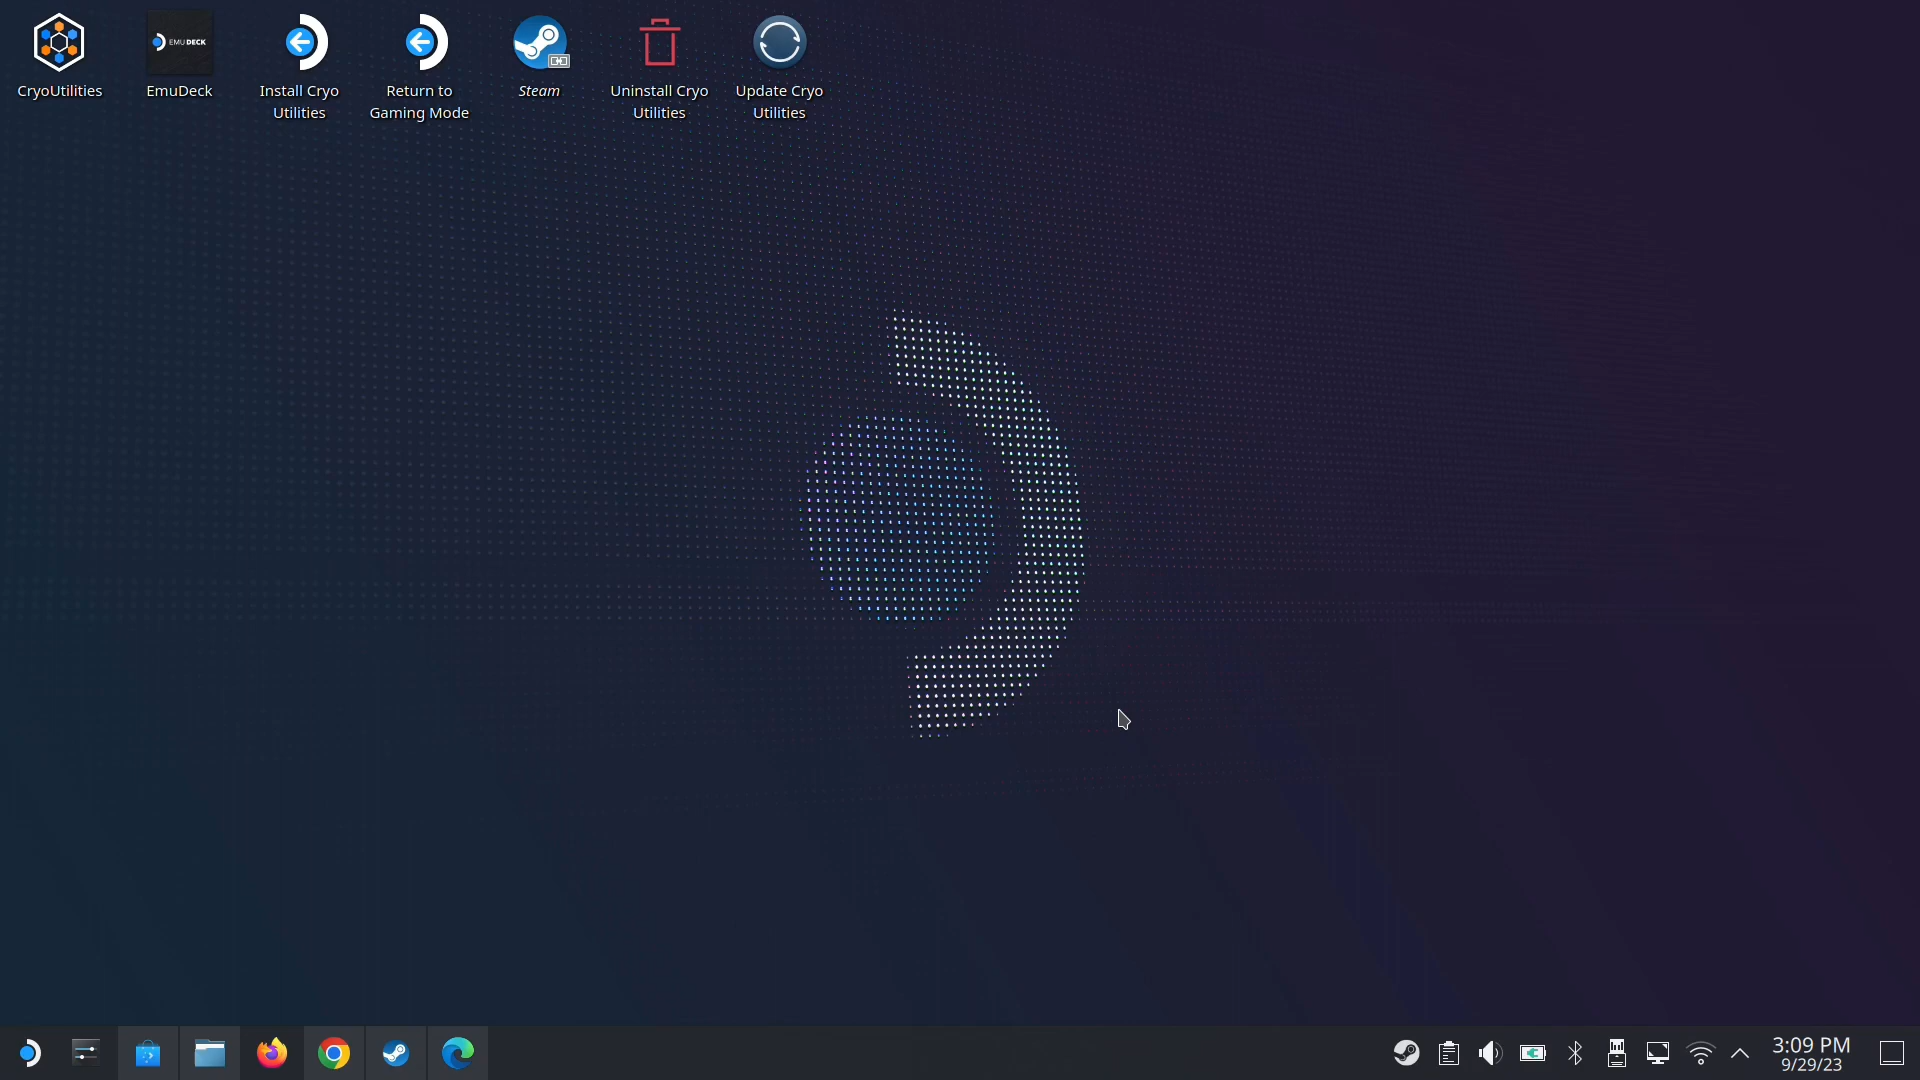 CryoUtilities
EMUDECK
EmuDeck
Install Cryo
Utilities
Return to
Gaming Mode
Steam
Uninstall Cryo
Utilities
Update Cryo
Utilities
3:09 PM
9/29/23